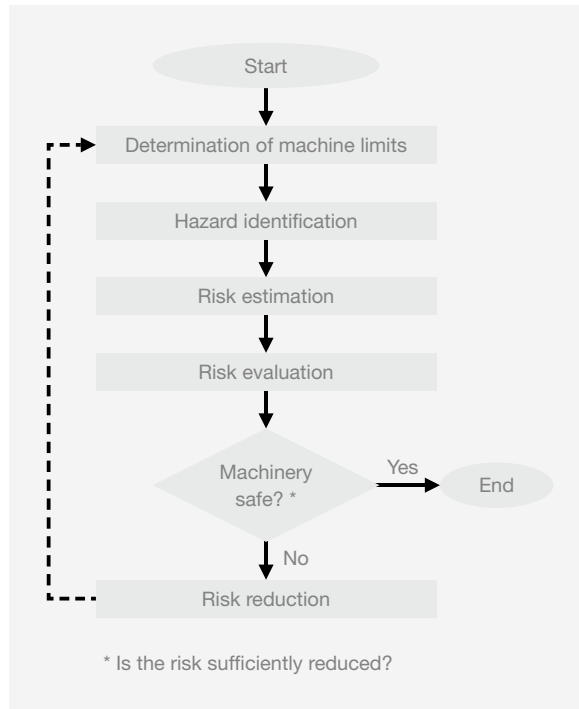 Start
Determination of machine limits
Hazard identification
Risk estimation
Risk evaluation
Machinery
safe? *
Yes
End
No
Risk reduction
* Is the risk sufficiently reduced?